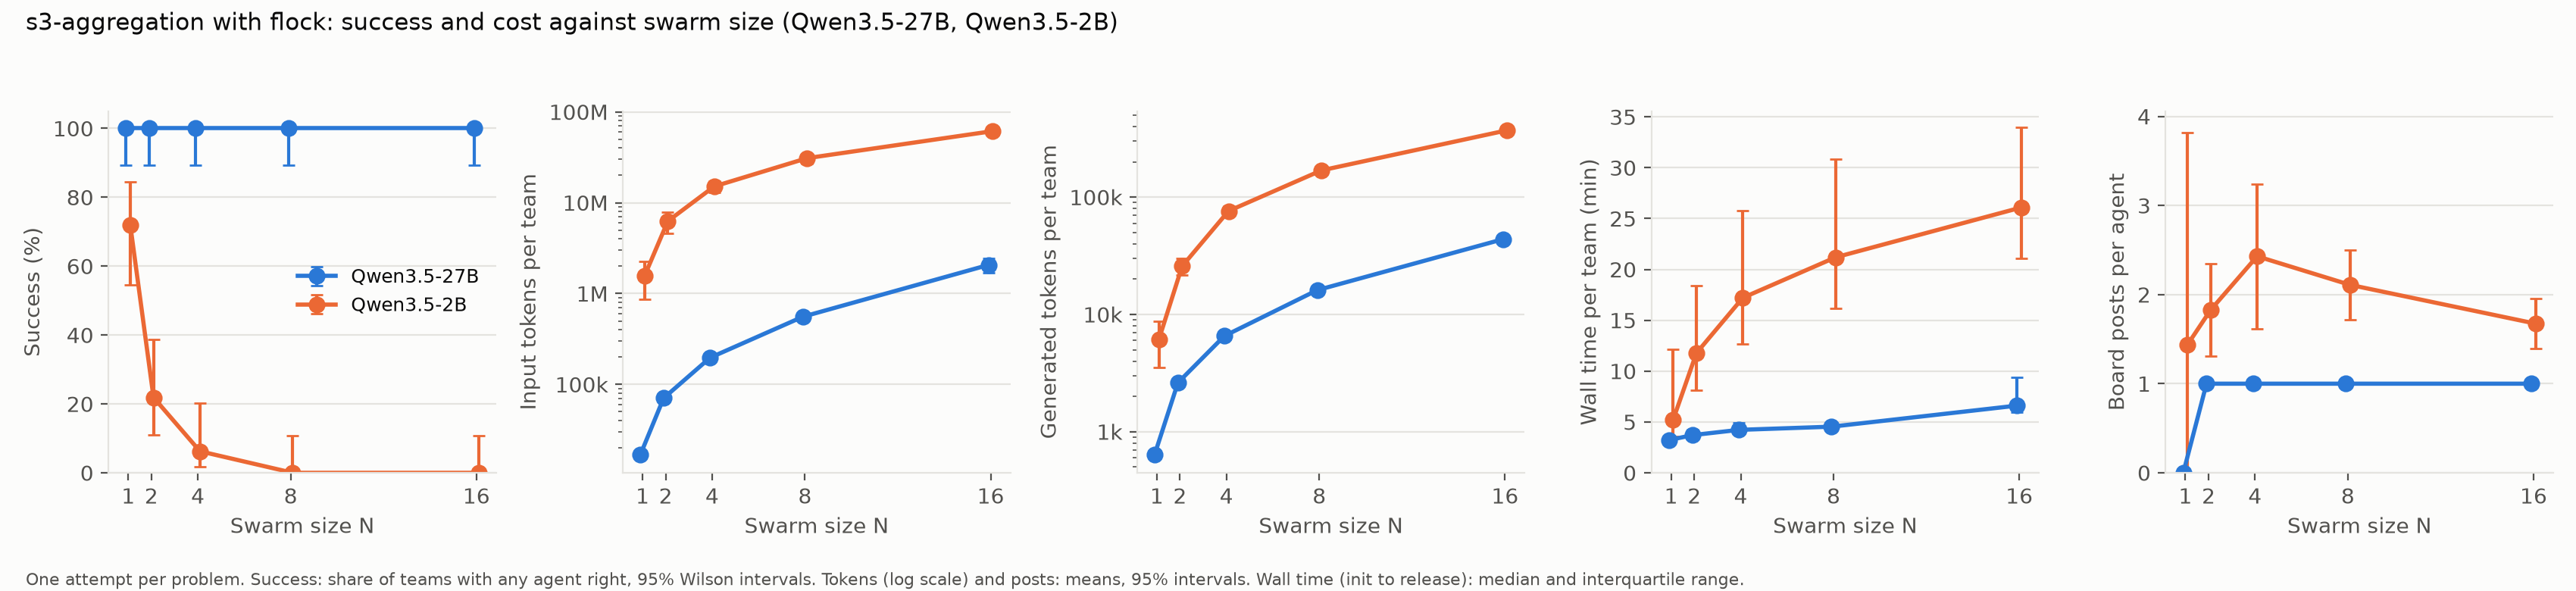 s3-aggregation with flock: success and cost against swarm size (Qwen3.5-27B, Qwen3.5-2B)
Success (%)
100
80
60
40
20
0
Qwen3.5-27B
Qwen3.5-2B
1 2 4 8 16
Swarm size N
Input tokens per team
100M
10M
1M
100k
1 2 4 8 16
Swarm size N
Generated tokens per team
100k
10k
1k
1 2 4 8 16
Swarm size N
Wall time per team (min)
35
30
25
20
15
10
5
0
1 2 4 8 16
Swarm size N
Board posts per agent
4
3
2
1
0
1 2 4 8 16
Swarm size N
One attempt per problem. Success: share of teams with any agent right, 95% Wilson intervals. Tokens (log scale) and posts: means, 95% intervals. Wall time (init to release): median and interquartile range.